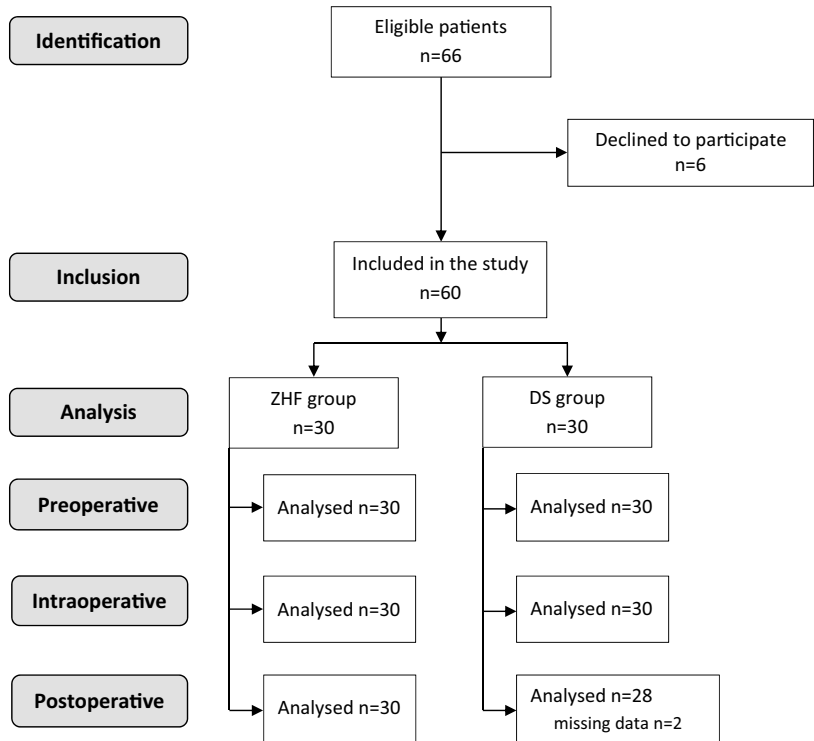 Identification
Eligible patients
n=66
Declined to participate
n=6
Inclusion
Included in the study
n=60
Analysis
ZHF group
n=30
DS group
n=30
Preoperative
Analysed n=30
Analysed n=30
Intraoperative
Analysed n=30
Analysed n=30
Postoperative
Analysed n=30
Analysed n=28
missing data n=2